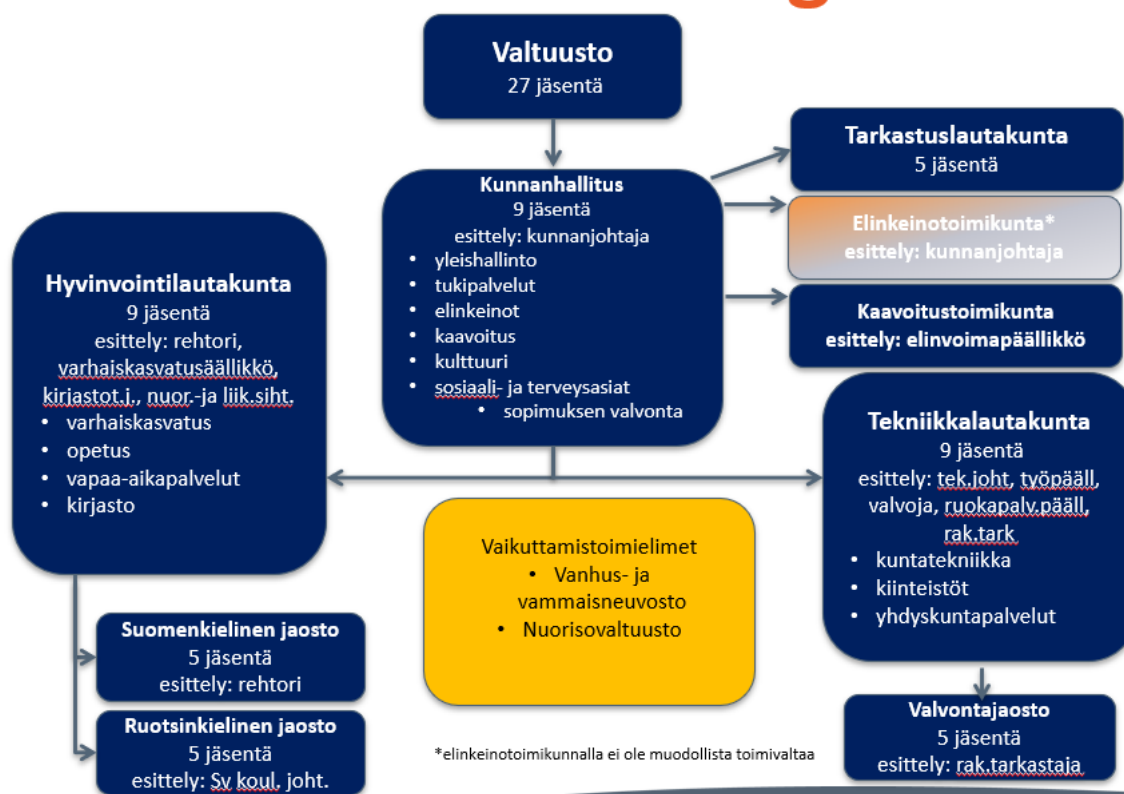 Valtuusto
27 jäsentä
Tarkastuslautakunta
5 jäsentä
Kunnanhallitus
9 jäsentä
esittely: kunnanjohtaja
• yleishallinto
• tukipalvelut
• elinkeinot
• kaavoitus
• kulttuuri
• sosiaali- ja terveysasiat
• sopimuksen valvonta
Elinkeinotoimikunta*
esittely: kunnanjohtaja
Kaavoitustoimikunta
esittely: elinvoimapäällikkö
Hyvinvointilautakunta
9 jäsentä
esittely: rehtori,
varhaiskasvatusäällikkö,
kirjastot.j., nuor.-ja liik.siht.
• varhaiskasvatus
• opetus
• vapaa-aikapalvelut
• kirjasto
Tekniikkalautakunta
9 jäsentä
esittely: tek.joht, työpääll,
valvoja, ruokapalv.pääll,
rak.tark
• kuntatekniikka
• kiinteistöt
• yhdyskuntapalvelut
Vaikuttamistoimielimet
• Vanhus- ja
vammaisneuvosto
• Nuorisovaltuusto
Suomenkielinen jaosto
5 jäsentä
esittely: rehtori
Ruotsinkielinen jaosto
5 jäsentä
esittely: Sv koul, joht.
Valvontajaosto
5 jäsentä
esittely: rak.tarkastaja
*elinkeinotoimikunnalla ei ole muodollista toimivaltaa